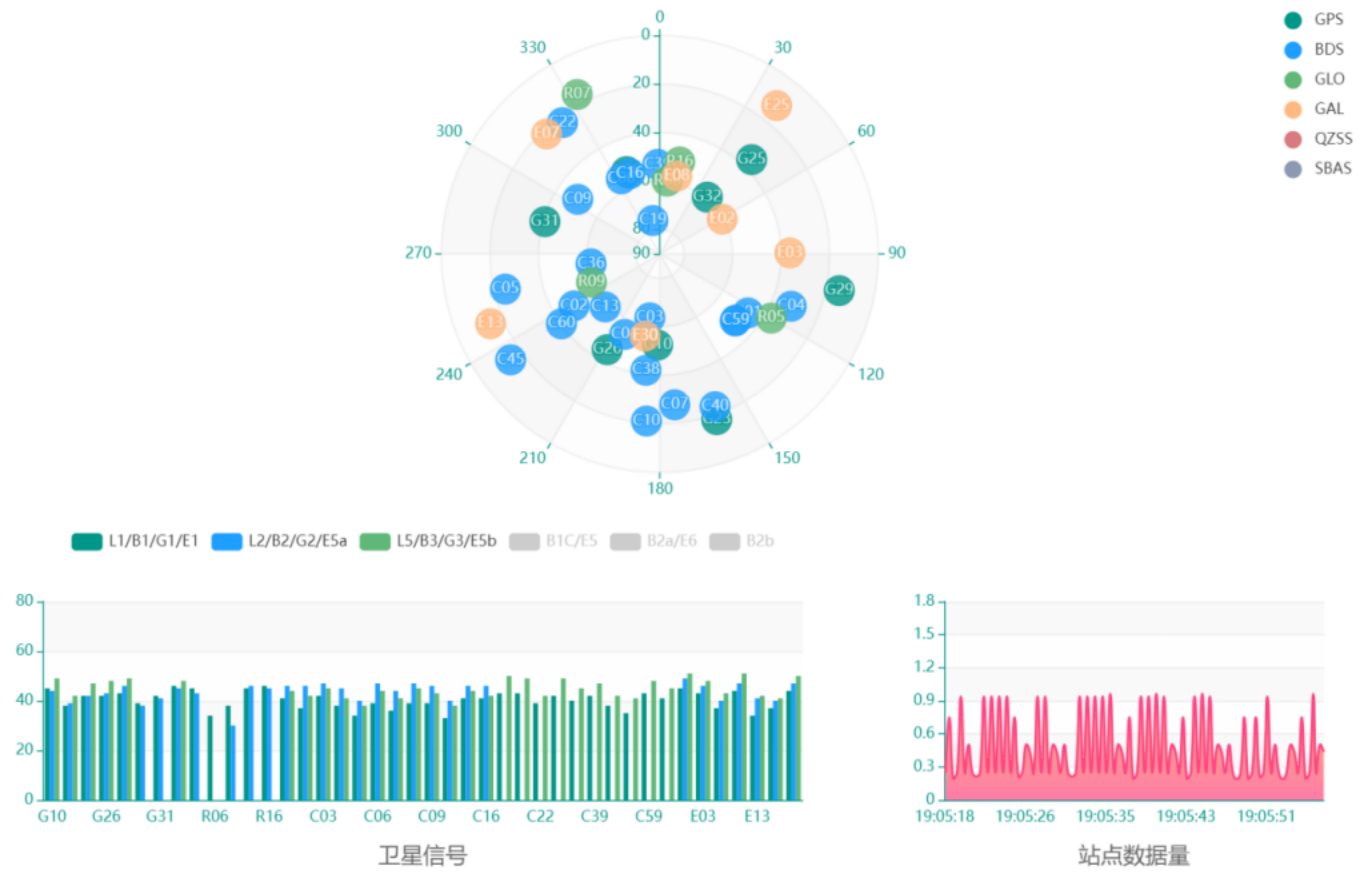 0
330
30
300
60
270
90
240
120
210
150
180
0
20
40
80
90
R07
C22
E07
E25
G25
C16
R16
E08
G32
C09
G31
C19
E02
E03
C36
R09
C05
C02
C13
C60
E13
C45
C03
E30
C38
C07
C10
C40
G29
C04
R05
C59
GPS
BDS
GLO
GAL
QZSS
SBAS
L1/B1/G1/E1 L2/B2/G2/E5a L5/B3/G3/E5b B1C/E5 B2a/E6 B2b
80
60
40
20
0
G10 G26 G31 R06 R16 C03 C06 C09 C16 C22 C39 C59 E03 E13
卫星信号
1.8
1.5
1.2
0.9
0.6
0.3
0
19:05:18 19:05:26 19:05:35 19:05:43 19:05:51
站点数据量